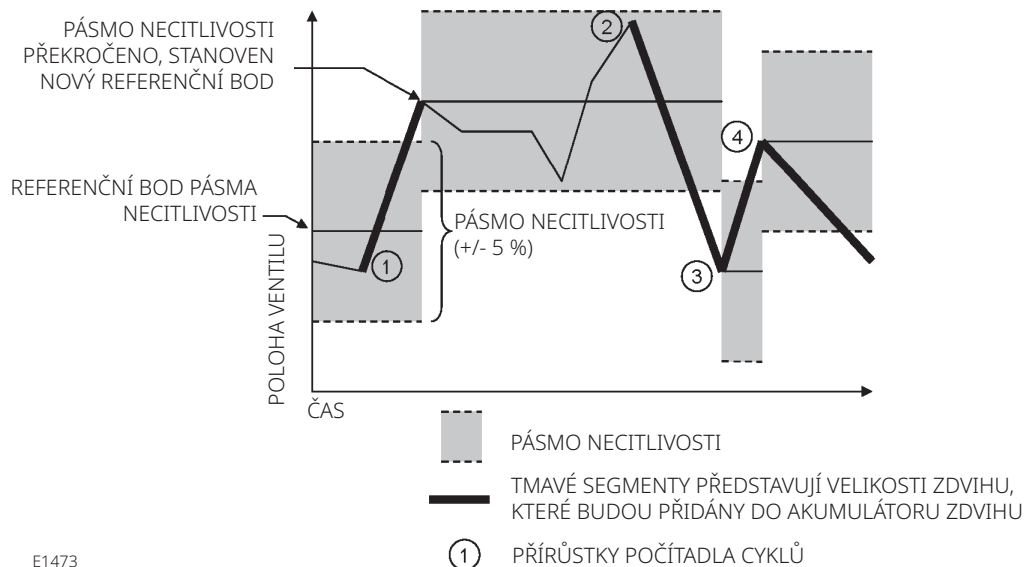 PÁSMO NECITLIVOSTI
PŘEKROČENO, STANOVEN
NOVÝ REFERENČNÍ BOD
REFERENČNÍ BOD PÁSMA
NECITLIVOSTI
PÁSMO NECITLIVOSTI
(+/- 5 %)
1
2
3
4
POLOHA VENTILU
ČAS
PÁSMO NECITLIVOSTI
TMAVÉ SEGMENTY PŘEDSTAVUJÍ VELIKOSTI ZDVIHU,
KTERÉ BUDOU PŘIDÁNY DO AKUMULÁTORU ZDVIHU
1 PŘÍRŮSTKY POČÍTADLA CYKLŮ
E1473